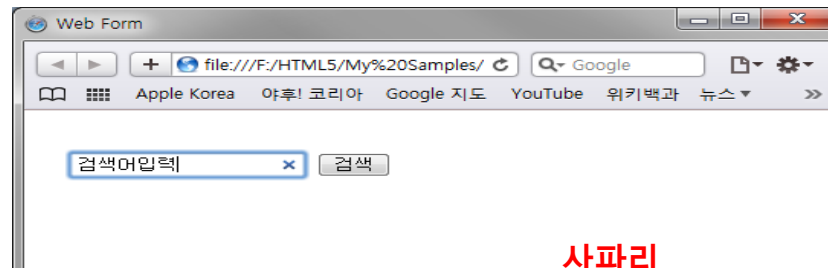 Web Form
file:///F:/HTML5/My%20Samples/ Google
Apple Korea 야후! 코리아 Google 지도 YouTube 위키백과 뉴스
검색어입력 검색
사파리